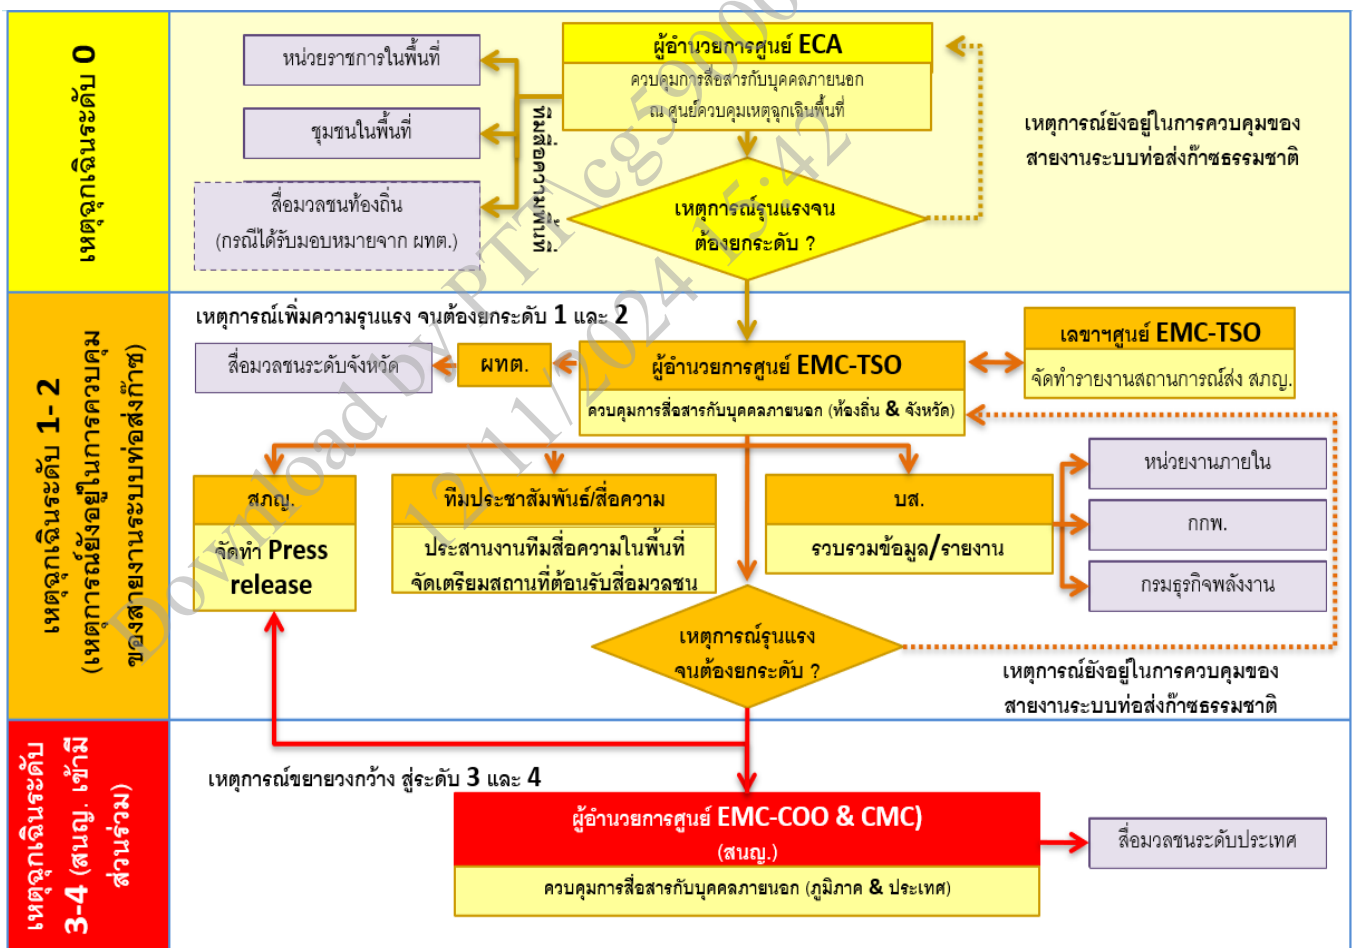 เหตุฉุกเฉินระดับ 0
ผู้อำนวยการศูนย์ ECA
ควบคุมการสื่อสารกับบุคคลภายนอก
ณ ศูนย์ควบคุมเหตุฉุกเฉินพื้นที่
หน่วยราชการในพื้นที่
ชุมชนในพื้นที่
สื่อมวลชนท้องถิ่น
(กรณีได้รับมอบหมายจาก ผทต.)
ทีมสื่อความพื้นที่
เหตุการณ์ยังอยู่ในการควบคุมของ
สายงานระบบท่อส่งก๊าซธรรมชาติ
เหตุการณ์รุนแรงจน
ต้องยกระดับ ?
เหตุฉุกเฉินระดับ 1- 2
(เหตุการณ์ยังอยู่ในการควบคุม
ของสายงานระบบท่อส่งก๊าซ)
เหตุการณ์เพิ่มความรุนแรง จนต้องยกระดับ 1 และ 2
สื่อมวลชนระดับจังหวัด
ผทต.
ผู้อำนวยการศูนย์ EMC-TSO
ควบคุมการสื่อสารกับบุคคลภายนอก (ท้องถิ่น & จังหวัด)
เลขาฯศูนย์ EMC-TSO
จัดทำรายงานสถานการณ์ส่ง สภญ.
สภญ.
จัดทำ Press
release
ทีมประชาสัมพันธ์/สื่อความ
ประสานงานทีมสื่อความในพื้นที่
จัดเตรียมสถานที่ต้อนรับสื่อมวลชน
บส.
รวบรวมข้อมูล/รายงาน
หน่วยงานภายใน
กกพ.
กรมธุรกิจพลังงาน
เหตุการณ์รุนแรง
จนต้องยกระดับ ?
เหตุการณ์ยังอยู่ในการควบคุมของ
สายงานระบบท่อส่งก๊าซธรรมชาติ
เหตุฉุกเฉินระดับ
3-4 (สนญ. เข้ามี
ส่วนร่วม)
เหตุการณ์ขยายวงกว้าง สู่ระดับ 3 และ 4
ผู้อำนวยการศูนย์ EMC-COO & CMC)
(สนญ.)
ควบคุมการสื่อสารกับบุคคลภายนอก (ภูมิภาค & ประเทศ)
สื่อมวลชนระดับประเทศ
Download by PTT\cg5900
12/11/2024 15:42